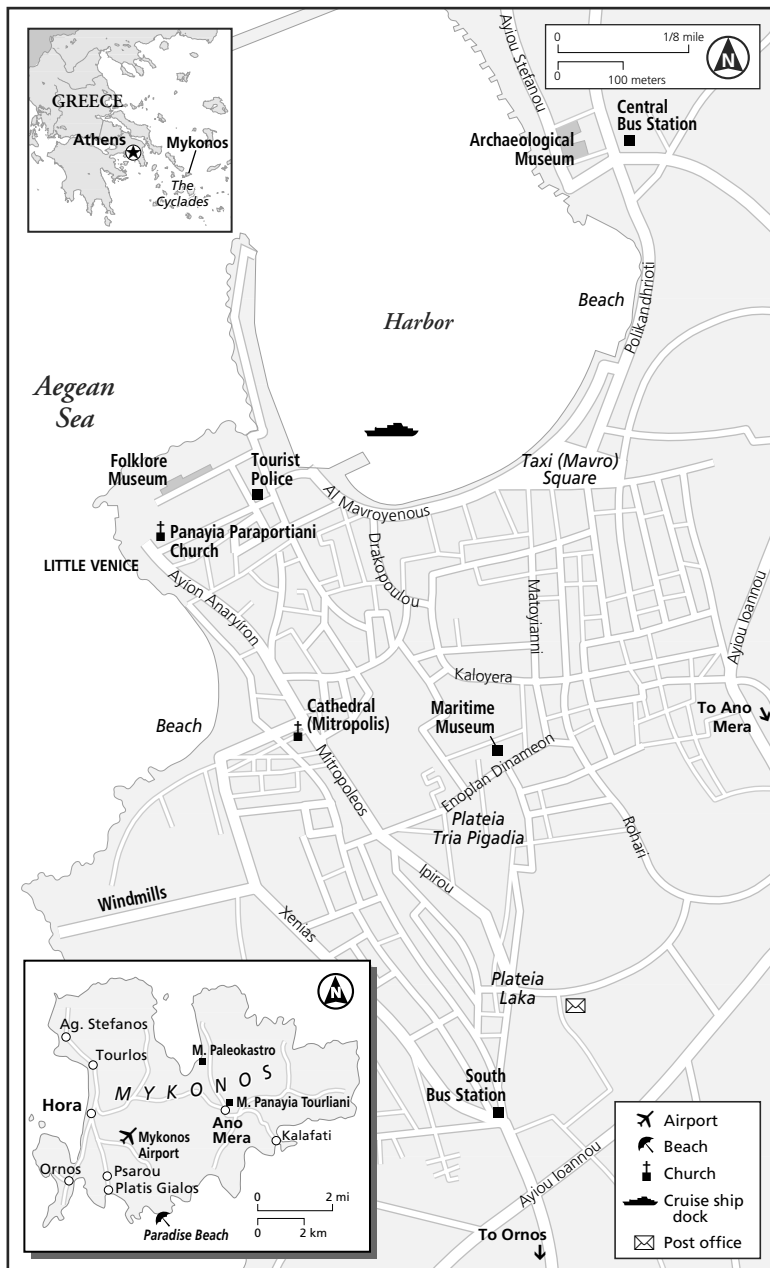 GREECE
Athens
Mykonos
The
Cyclades
0
1/8 mile
0
100 meters
N
Ayiou Stefanou
Central
Bus Station
Archaeological
Museum
Polikandhrioti
Beach
Harbor
Aegean
Sea
Folklore
Museum
Tourist
Police
Taxi (Mavro)
Square
Al Mavroyenous
Panayia Paraportiani
Church
LITTLE VENICE
Drakopoulou
Ayion Anaryiron
Matoyianni
Ayiou Ioannou
Kaloyera
Cathedral
(Mitropolis)
Beach
Maritime
Museum
To Ano
Mera
Mitropoleos
Enoplan Dinameon
Plateia
Tria Pigadia
Rohari
Ipirou
Windmills
Xenias
Plateia
Laka
South
Bus Station
Ayiou Ioannou
To Ornos
N
Ag. Stefanos
Tourlos
M. Paleokastro
MYKONOS
M. Panayia Tourliani
Hora
Ano
Mera
Kalafati
Mykonos
Airport
Ornos
Psarou
Platis Gialos
Paradise Beach
0
2 mi
0
2 km
Airport
Beach
Church
Cruise ship
dock
Post office